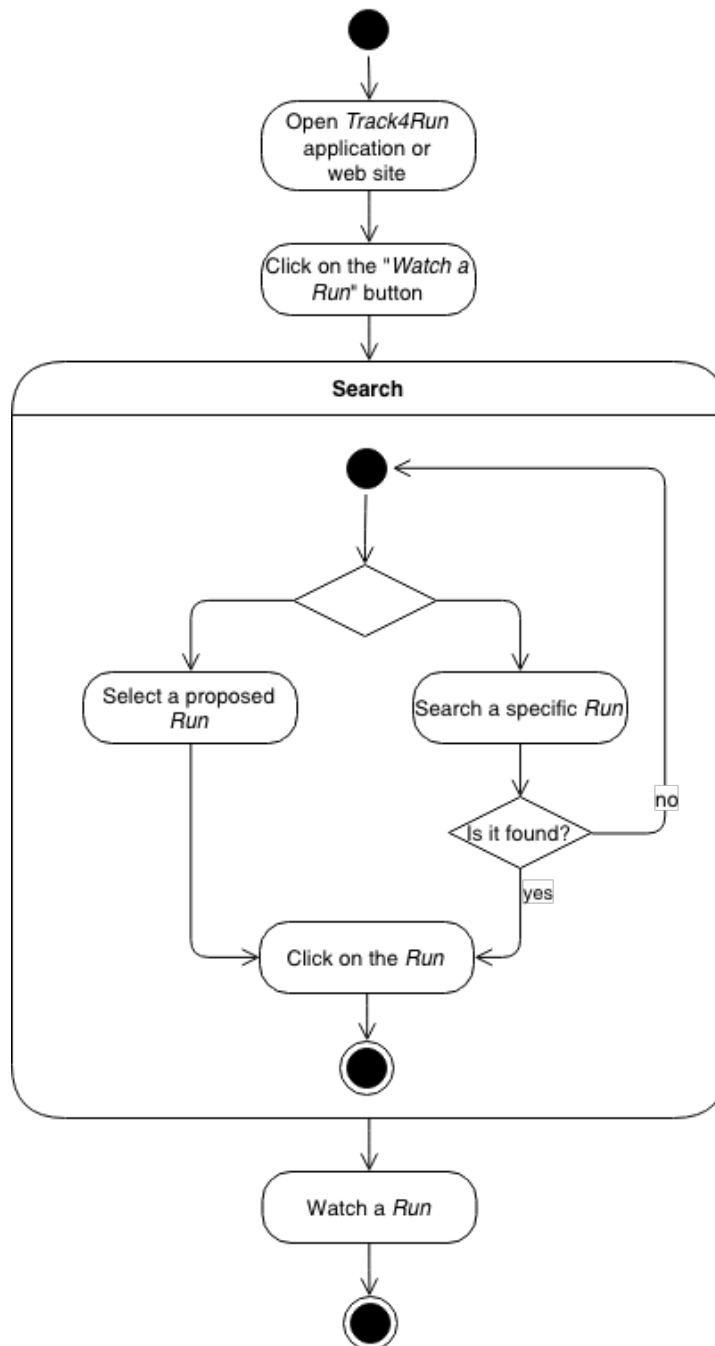 Open Track4Run
application or
web site
Click on the "Watch a
Run" button
Search
Select a proposed
Run
Search a specific Run
Is it found?
no
yes
Click on the Run
Watch a Run